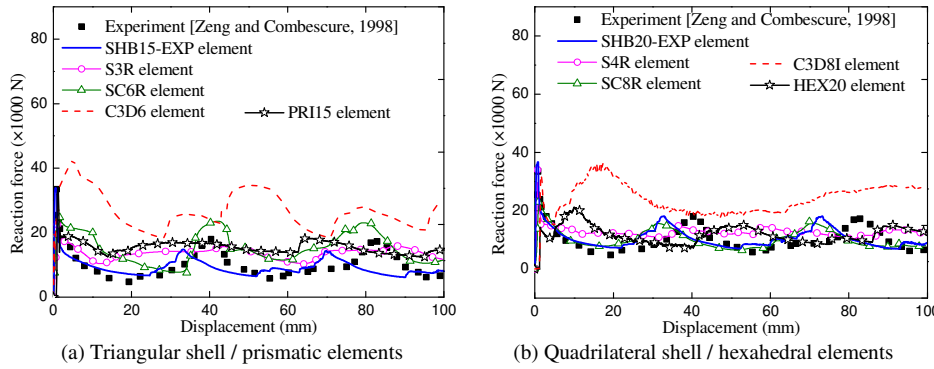 Experiment [Zeng and Combescure, 1998]
SHB15-EXP element
S3R element
SC6R element
C3D6 element
PRI15 element
Reaction force (×1000 N)
80
60
40
20
0
0 20 40 60 80 100
Displacement (mm)
(a) Triangular shell / prismatic elements
Experiment [Zeng and Combescure, 1998]
SHB20-EXP element
S4R element
SC8R element
C3D8I element
HEX20 element
Reaction force (×1000 N)
80
60
40
20
0
0 20 40 60 80 100
Displacement (mm)
(b) Quadrilateral shell / hexahedral elements